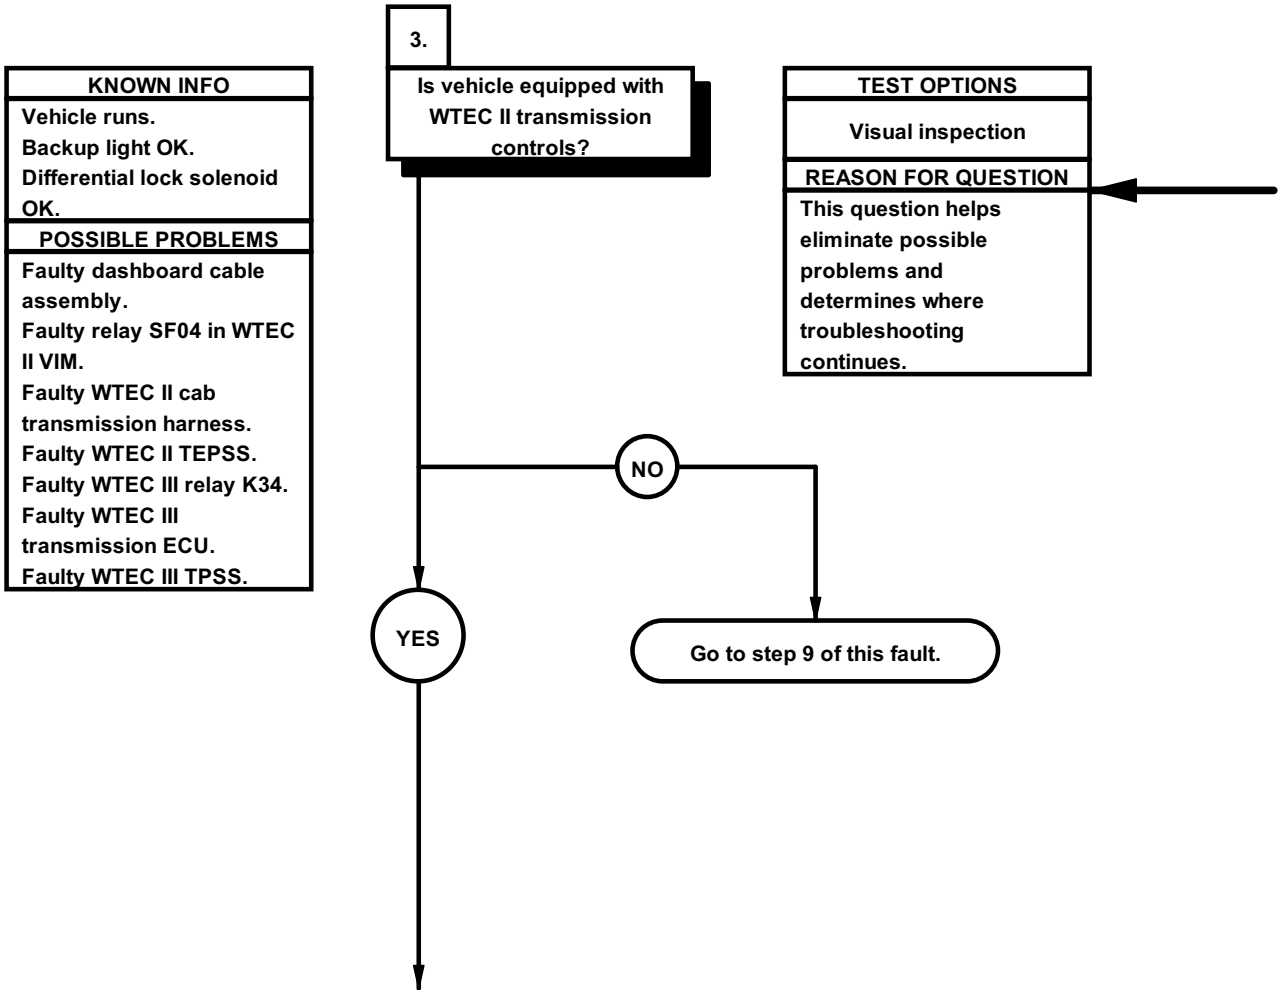 3.
KNOWN INFO
Vehicle runs.
Backup light OK.
Differential lock solenoid
OK.
POSSIBLE PROBLEMS
Faulty dashboard cable
assembly.
Faulty relay SF04 in WTEC
II VIM.
Faulty WTEC II cab
transmission harness.
Faulty WTEC II TEPSS.
Faulty WTEC III relay K34.
Faulty WTEC III
transmission ECU.
Faulty WTEC III TPSS.
Is vehicle equipped with
WTEC II transmission
controls?
TEST OPTIONS
Visual inspection
REASON FOR QUESTION
This question helps
eliminate possible
problems and
determines where
troubleshooting
continues.
NO
YES
Go to step 9 of this fault.